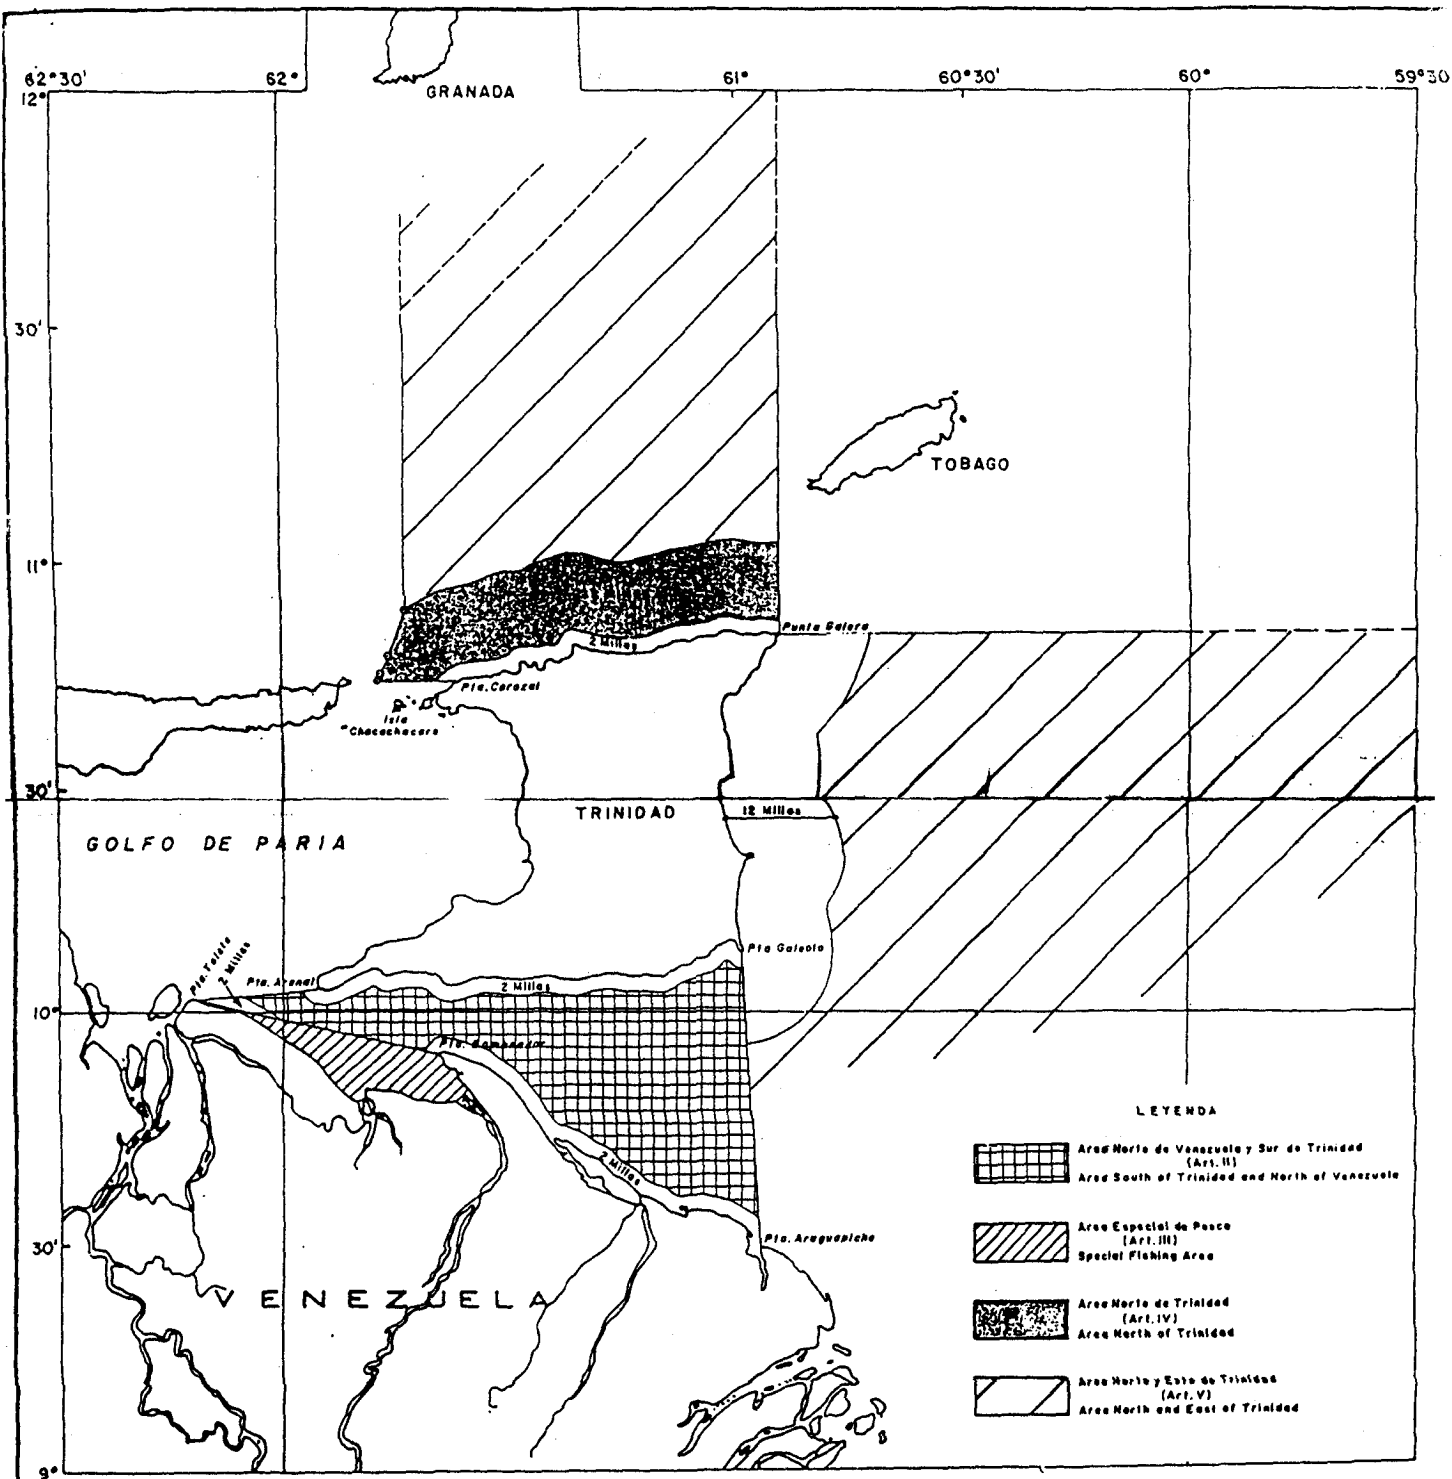 GRANADA
62°30'
62°
61°
60°30'
60°
59°30
12°
30'
TOBAGO
11°
Punta Galera
2 Millas
Pta. Corozal
Isla
Chacachacare
30'
TRINIDAD
12 Millas
GOLFO DE PARIA
Pta Galeota
2 Millas
Pta. Arenal
2 Millas
10°
LEYENDA
Area Norte de Venezuela y Sur de Trinidad
(Art. II)
Area South of Trinidad and North of Venezuela
2 Millas
Area Especial de Pesca
(Art. III)
Special Fishing Area
30'
Pta. Araguapiche
VENEZUELA
Area Norte de Trinidad
(Art. IV)
Area North of Trinidad
Area Norte y Este de Trinidad
(Art. V)
Area North and East of Trinidad
9°